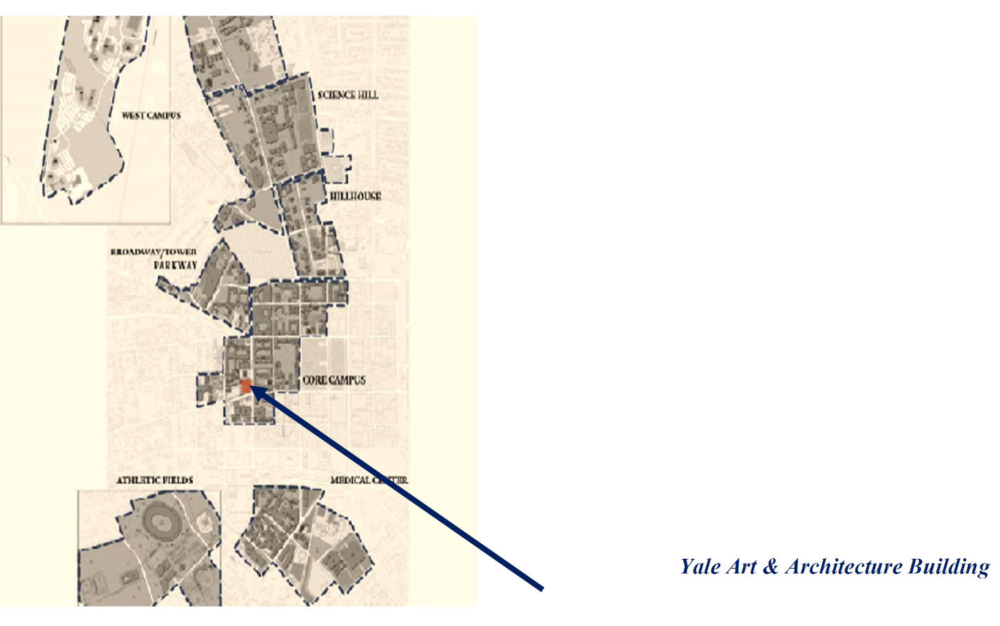 SCIENCE HILL
WEST CAMPUS
HILLHOUSE
BROADWAY/TOWER
PARKWAY
CORE CAMPUS
ATHLETIC FIELDS
MEDICAL CENTER
Yale Art & Architecture Building